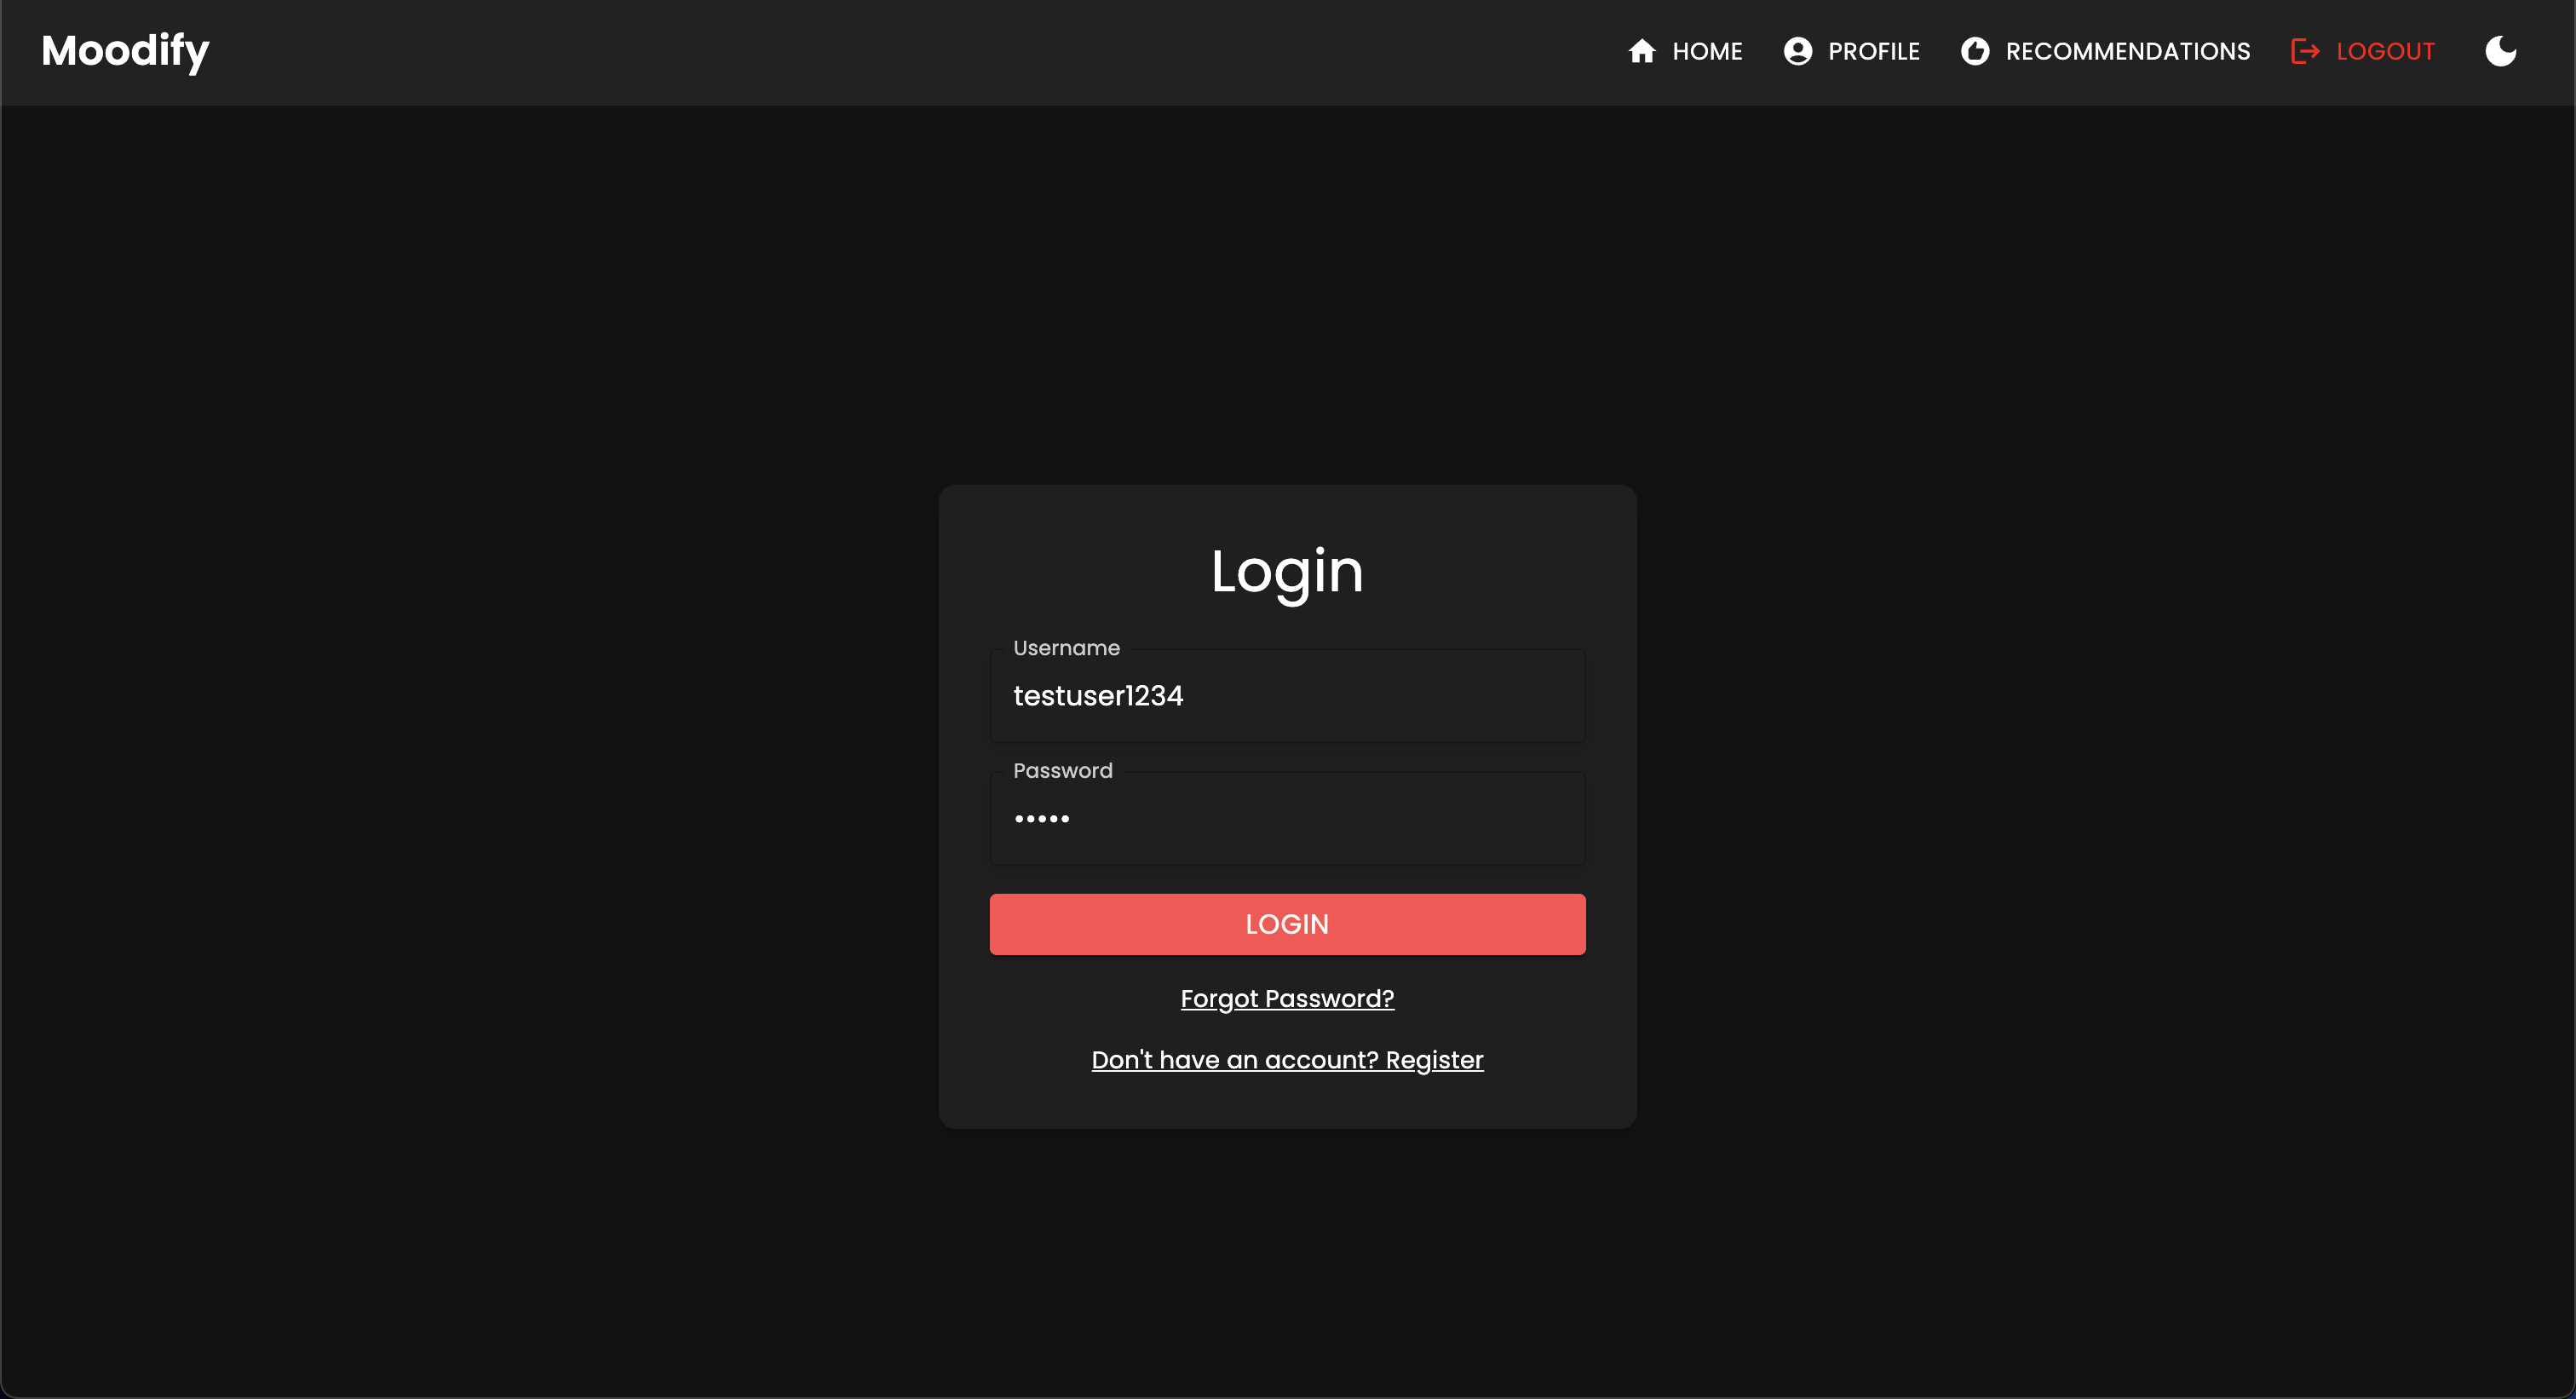 Moodify
HOME PROFILE RECOMMENDATIONS LOGOUT
Login
Username
testuser1234
Password
•••••
LOGIN
Forgot Password?
Don't have an account? Register